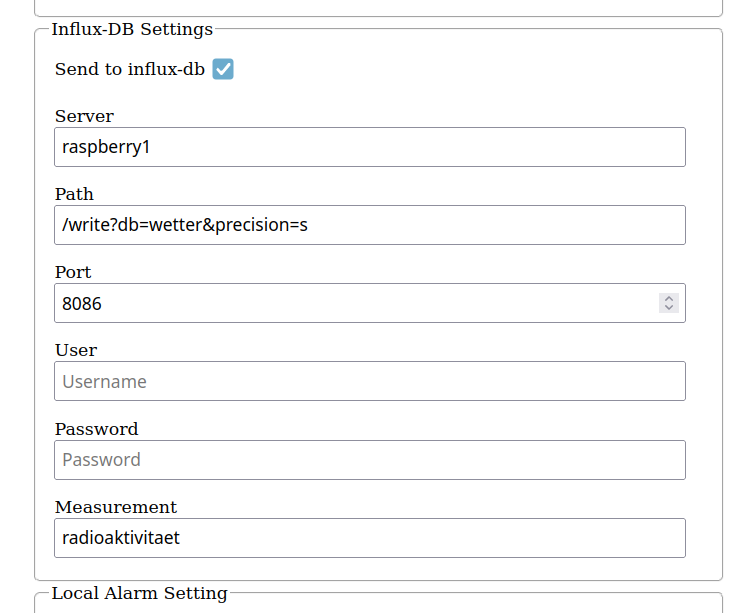 Influx-DB Settings
Send to influx-db
Server
raspberry1
Path
/write?db=wetter&precision=s
Port
8086
User
Username
Password
Password
Measurement
radioaktivitaet
Local Alarm Setting